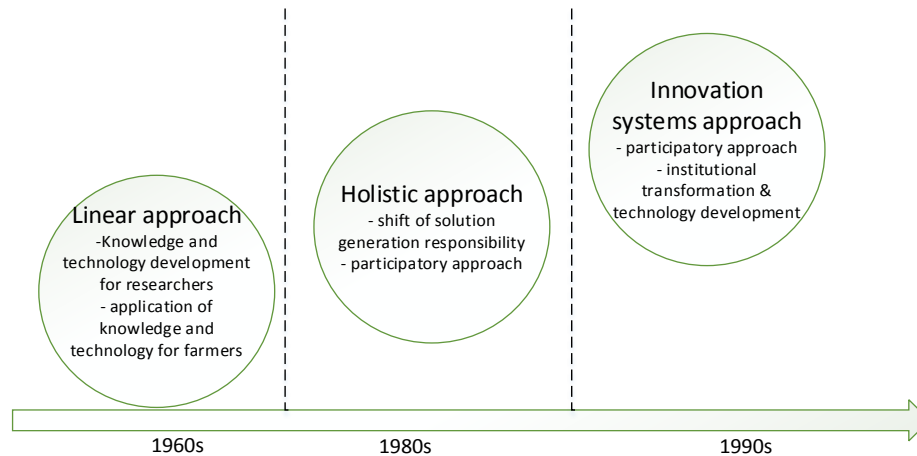 Linear approach
-Knowledge and
technology development
for researchers
- application of
knowledge and
technology for farmers
Holistic approach
- shift of solution
generation responsibility
- participatory approach
Innovation
systems approach
- participatory approach
- institutional
transformation &
technology development
1960s
1980s
1990s